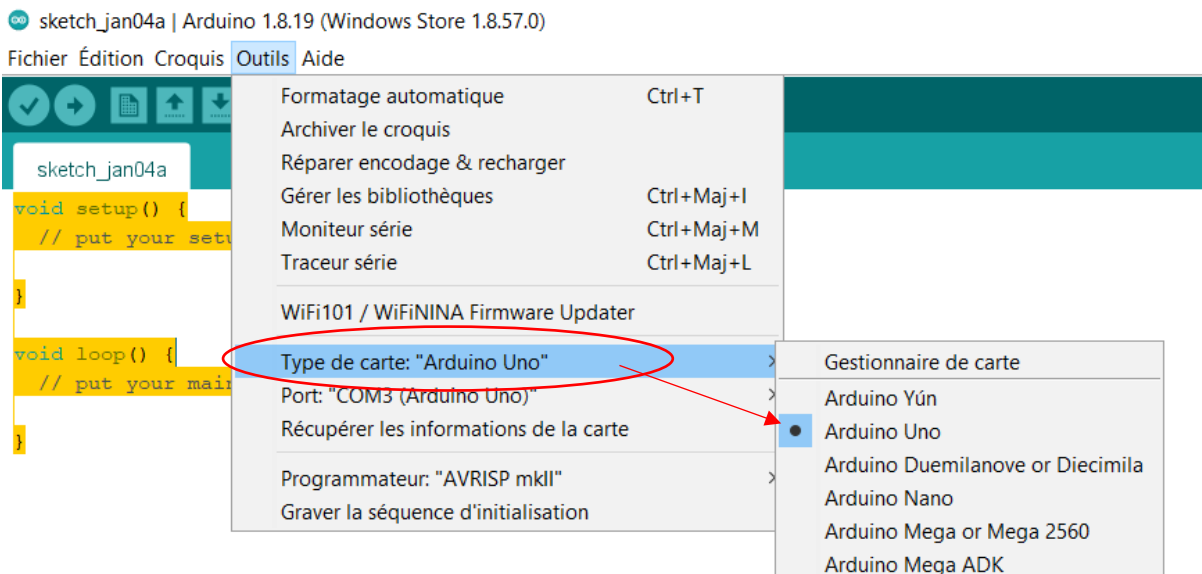 sketch_jan04a | Arduino 1.8.19 (Windows Store 1.8.57.0)
Fichier Édition Croquis Outils Aide
Formatage automatique Ctrl+T
Archiver le croquis
Réparer encodage & recharger
Gérer les bibliothèques Ctrl+Maj+I
Moniteur série Ctrl+Maj+M
Traceur série Ctrl+Maj+L
WiFi101 / WiFiNINA Firmware Updater
Type de carte: "Arduino Uno"
Port: "COM3 (Arduino Uno)"
Récupérer les informations de la carte
Programmateur: "AVRISP mkII"
Graver la séquence d'initialisation
Gestionnaire de carte
Arduino Yún
Arduino Uno
Arduino Duemilanove or Diecimila
Arduino Nano
Arduino Mega or Mega 2560
Arduino Mega ADK
sketch_jan04a
void setup() {
// put your setu
}
void loop() {
// put your main
}